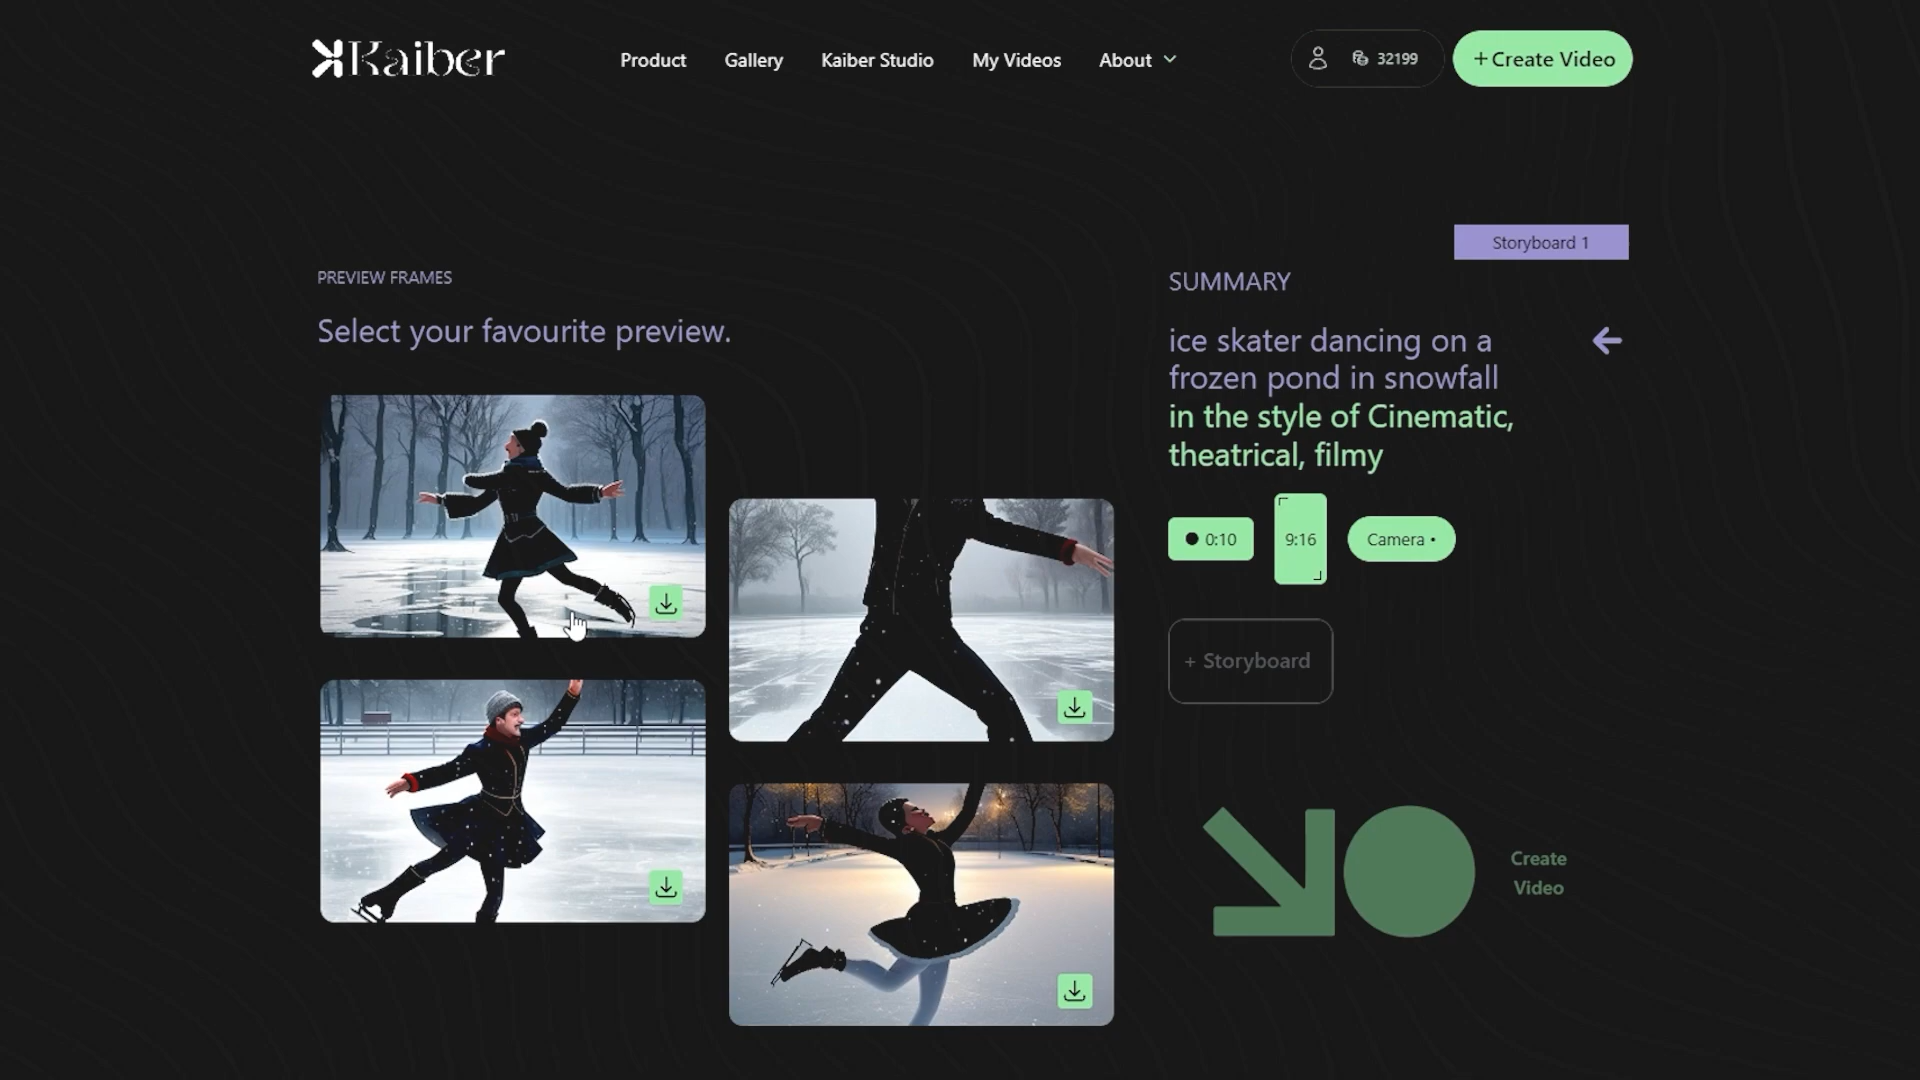 Kaiber
Product
Gallery
Kaiber Studio
My Videos
About
32199
+ Create Video
Storyboard 1
PREVIEW FRAMES
Select your favourite preview.
SUMMARY
ice skater dancing on a
frozen pond in snowfall
in the style of Cinematic,
theatrical, filmy
0:10
9:16
Camera •
+ Storyboard
Create
Video